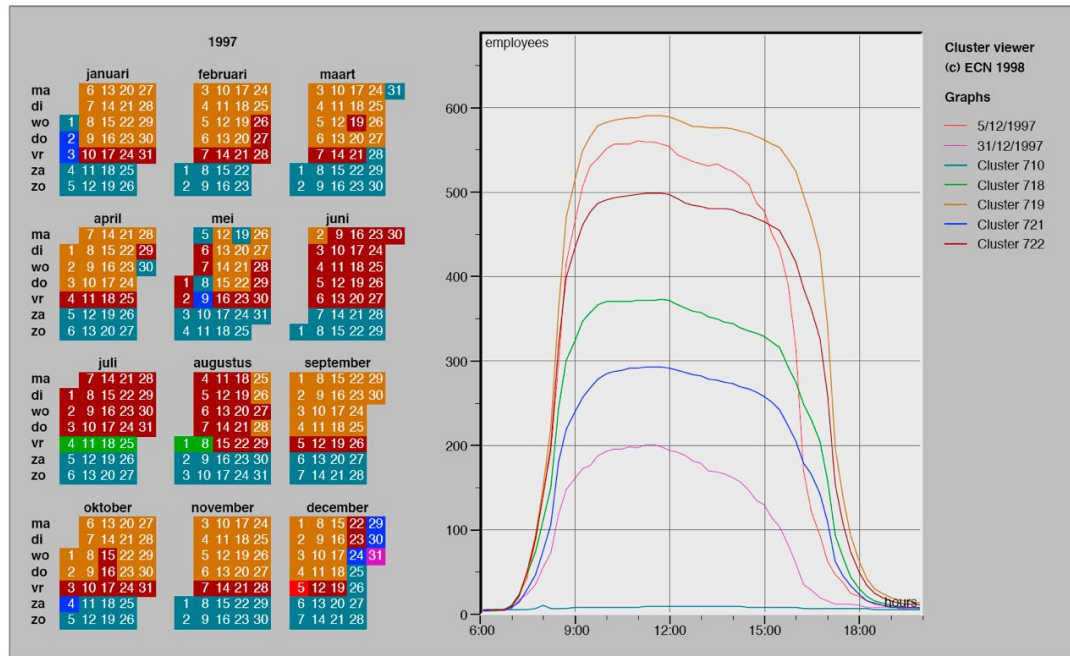 1997
januari februari maart
ma 6 13 20 27 3 10 17 24 3 10 17 24 31
di 7 14 21 28 4 11 18 25 4 11 18 25
wo 1 8 15 22 29 5 12 19 26 5 12 19 26
do 2 9 16 23 30 6 13 20 27 6 13 20 27
vr 3 10 17 24 31 7 14 21 28 7 14 21 28
za 4 11 18 25 1 8 15 22 1 8 15 22 29
zo 5 12 19 26 2 9 16 23 2 9 16 23 30
april mei juni
ma 7 14 21 28 5 12 19 26 2 9 16 23 30
di 1 8 15 22 29 6 13 20 27 3 10 17 24
wo 2 9 16 23 30 7 14 21 28 4 11 18 25
do 3 10 17 24 1 8 15 22 29 5 12 19 26
vr 4 11 18 25 2 9 16 23 30 6 13 20 27
za 5 12 19 26 3 10 17 24 31 7 14 21 28
zo 6 13 20 27 4 11 18 25 1 8 15 22 29
juli augustus september
ma 7 14 21 28 4 11 18 25 1 8 15 22 29
di 1 8 15 22 29 5 12 19 26 2 9 16 23 30
wo 2 9 16 23 30 6 13 20 27 3 10 17 24
do 3 10 17 24 31 7 14 21 28 4 11 18 25
vr 4 11 18 25 1 8 15 22 29 5 12 19 26
za 5 12 19 26 2 9 16 23 30 6 13 20 27
zo 6 13 20 27 3 10 17 24 31 7 14 21 28
oktober november december
ma 6 13 20 27 3 10 17 24 1 8 15 22 29
di 7 14 21 28 4 11 18 25 2 9 16 23 30
wo 1 8 15 22 29 5 12 19 26 3 10 17 24 31
do 2 9 16 23 30 6 13 20 27 4 11 18 25
vr 3 10 17 24 31 7 14 21 28 5 12 19 26
za 4 11 18 25 1 8 15 22 29 6 13 20 27
zo 5 12 19 26 2 9 16 23 30 7 14 21 28
employees
600
500
400
300
200
100
0
hours
6:00 9:00 12:00 15:00 18:00
Cluster viewer
(c) ECN 1998
Graphs
5/12/1997
31/12/1997
Cluster 710
Cluster 718
Cluster 719
Cluster 721
Cluster 722